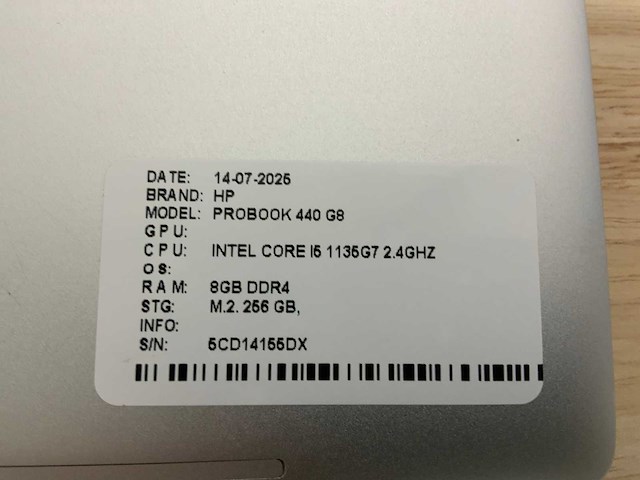 DATE: 14-07-2025
BRAND: HP
MODEL: PROBOOK 440 G8
GPU:
CPU: INTEL CORE I5 1135G7 2.4GHZ
OS:
RAM: 8GB DDR4
STG: M.2. 256 GB,
INFO:
S/N: 5CD14155DX